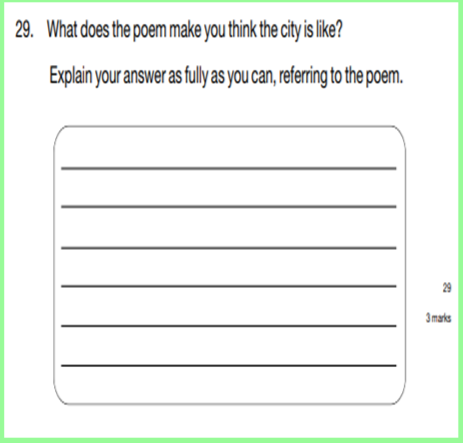 29. What does the poem make you think the city is like?
Explain your answer as fully as you can, referring to the poem.
29
3 marks